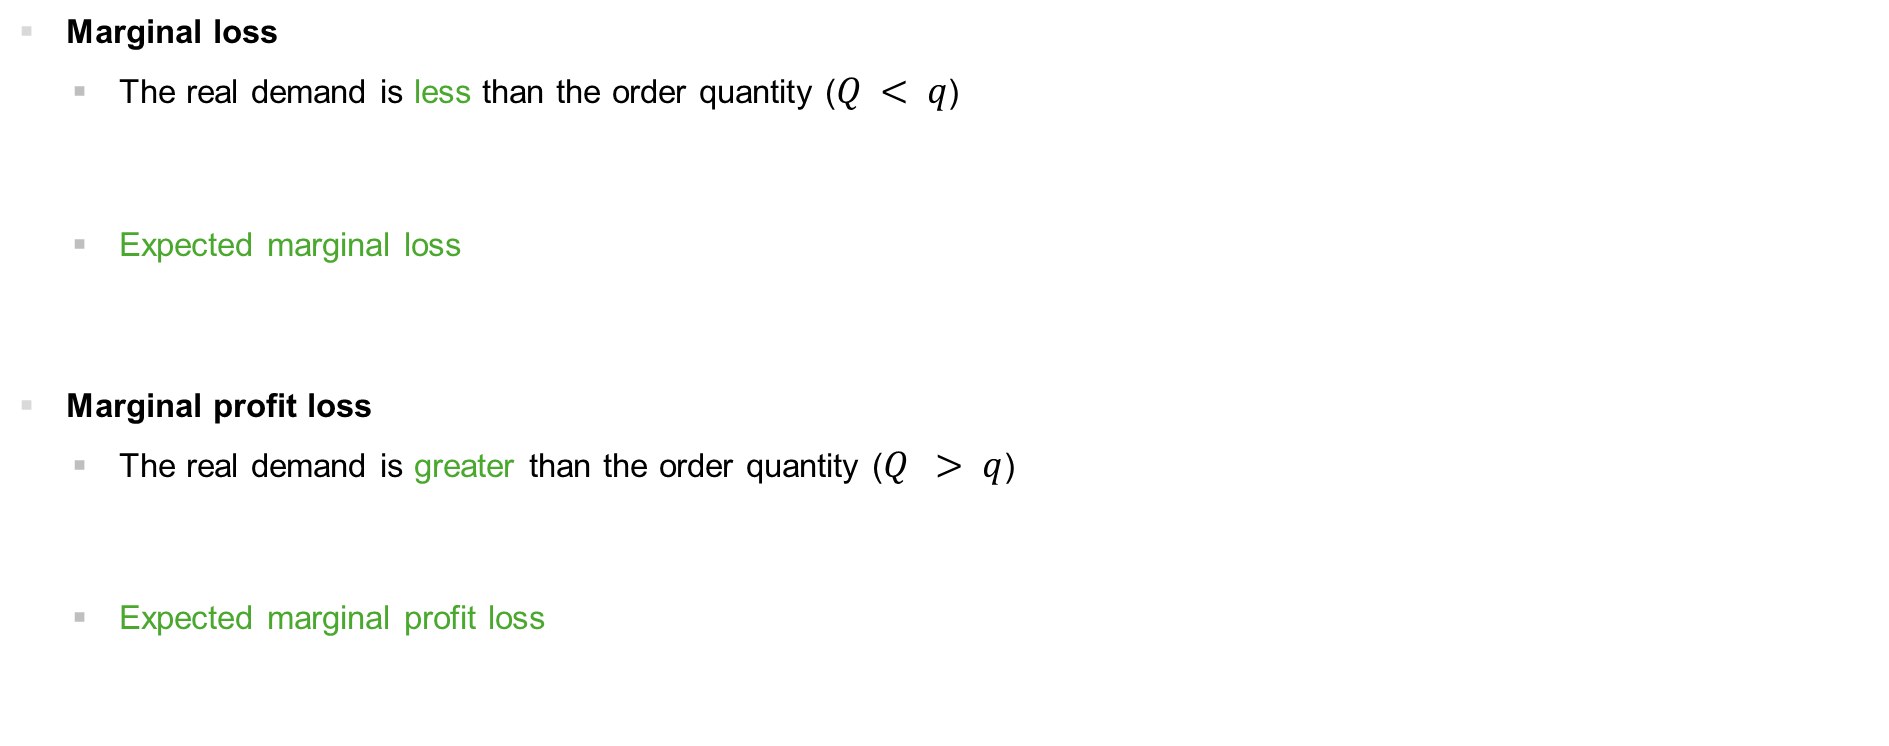 Marginal loss
The real demand is less than the order quantity (Q < q)
Expected marginal loss
Marginal profit loss
The real demand is greater than the order quantity (Q > q)
Expected marginal profit loss